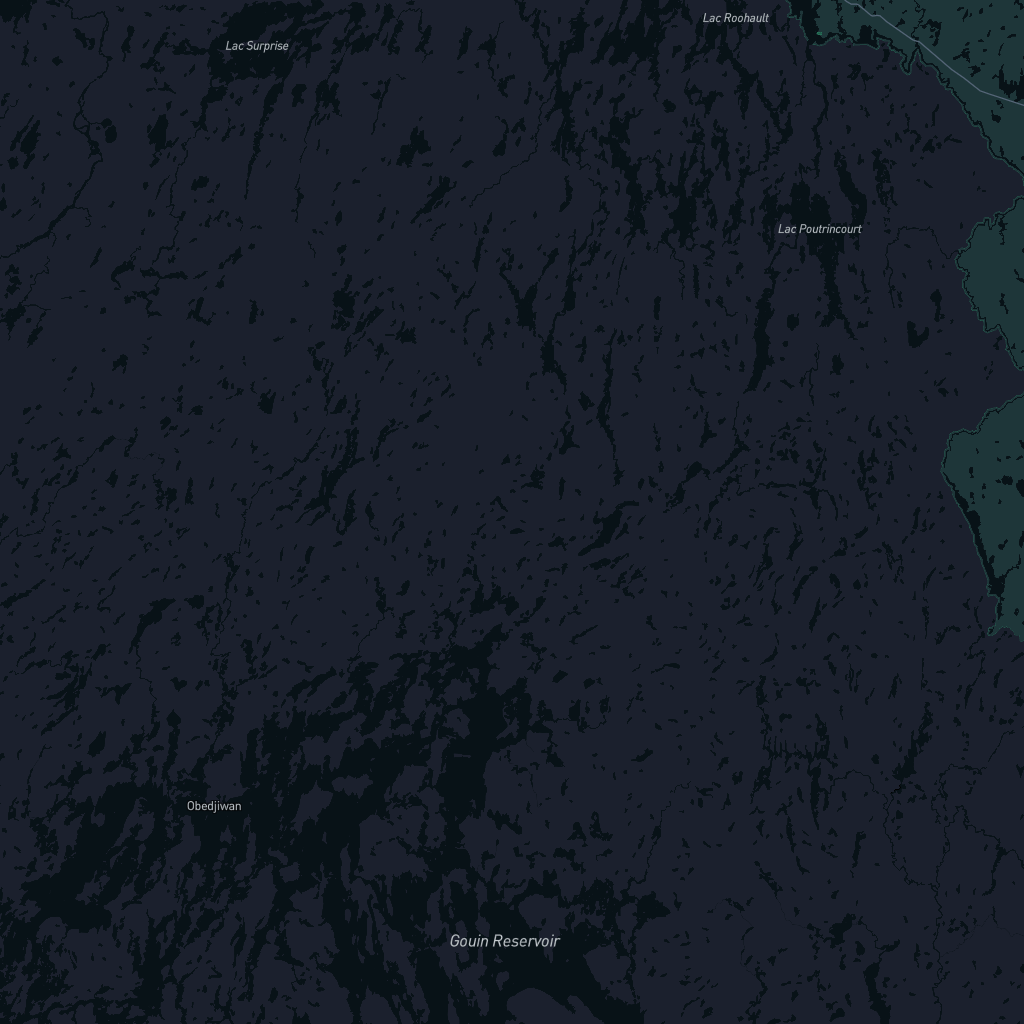 Lac Roohault
Lac Surprise
Lac Poutrincourt
Obedjiwan
Gouin Reservoir